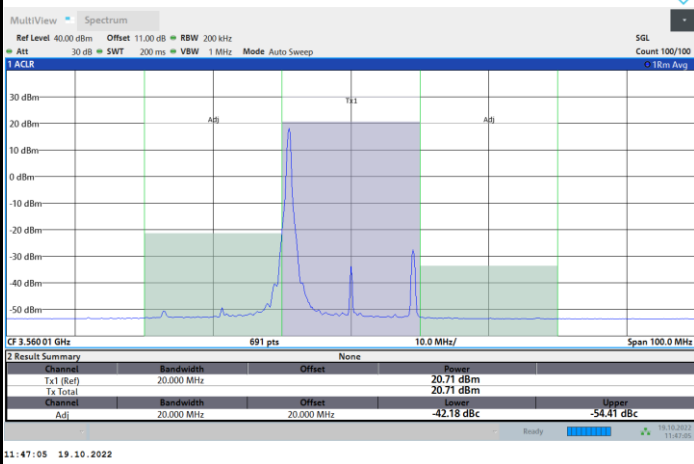 MultiView Spectrum
Ref Level 40.00 dBm Offset 11.00 dB RBW 200 kHz SGL
Att 30 dB SWT 200 ms VBW 1 MHz Mode Auto Sweep Count 100/100
1 ACLR 1Rm Avg
30 dBm
Tx1
20 dBm Adj Adj
10 dBm
0 dBm
-10 dBm
-20 dBm
-30 dBm
-40 dBm
-50 dBm
CF 3.560 01 GHz 691 pts 10.0 MHz/ Span 100.0 MHz
2 Result Summary None
Channel Bandwidth Offset Power
Tx1 (Ref) 20.000 MHz 20.71 dBm
Tx Total 20.71 dBm
Channel Bandwidth Offset Lower Upper
Adj 20.000 MHz 20.000 MHz -42.18 dBc -54.41 dBc
Ready 19.10.2022
11:47:05
11:47:05 19.10.2022